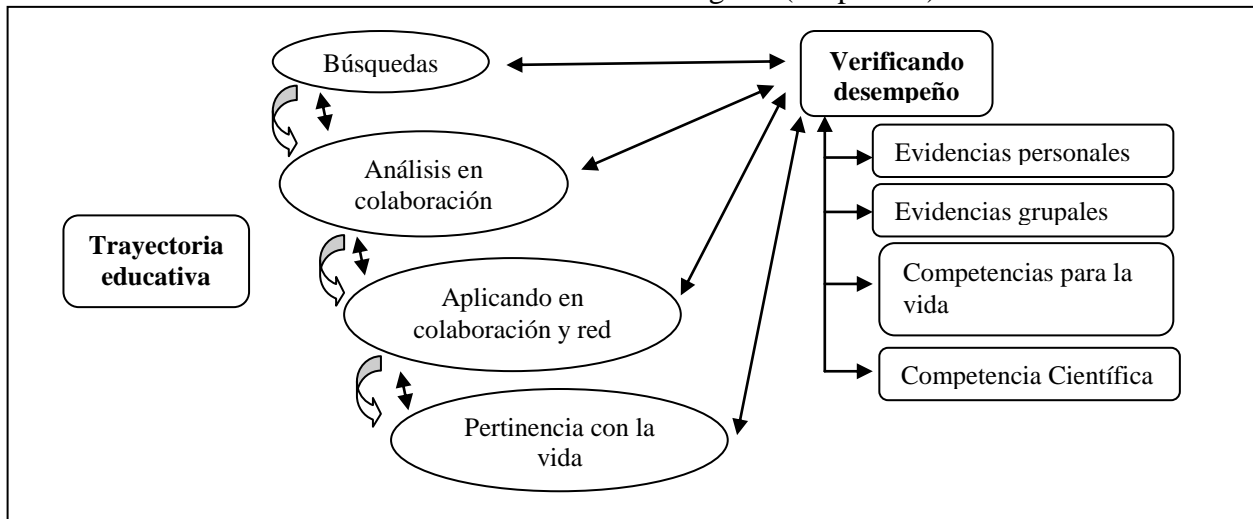 Búsquedas
Verificando
desempeño
Análisis en
colaboración
Evidencias personales
Evidencias grupales
Trayectoria
educativa
Competencias para la
vida
Aplicando en
colaboración y red
Competencia Científica
Pertinencia con la
vida